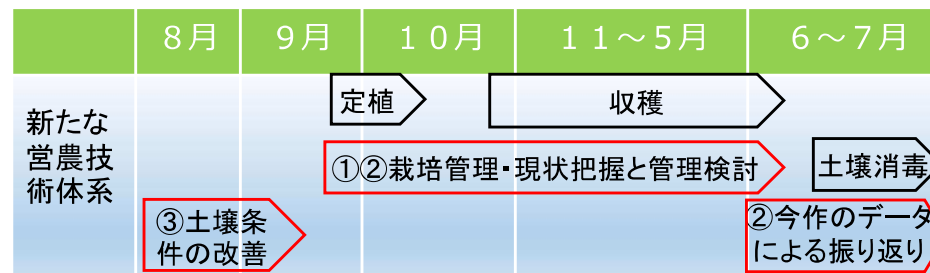 ８月 ９月 １０月 １１～５月 ６～７月
新たな
営農技
術体系
定植
収穫
①②栽培管理・現状把握と管理検討
土壌消毒
③土壌条
件の改善
②今作のデータ
による振り返り